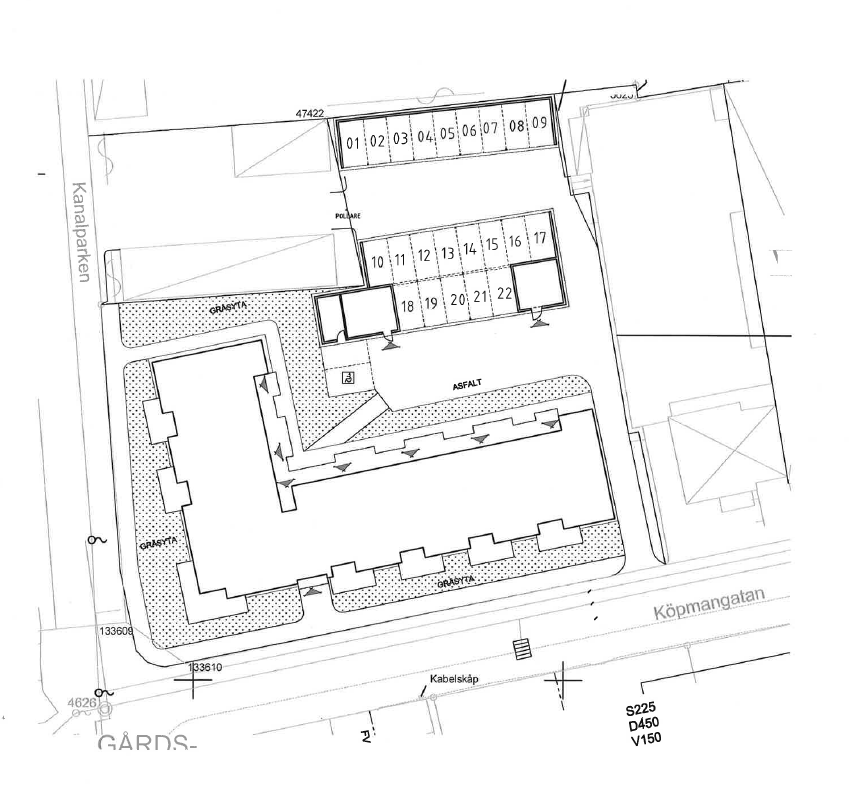 47422
01 02 03 04 05 06 07 08 09
Kanalparken
POLLARE
10 11 12 13 14 15 16 17
18 19 20 21 22
GRÄSYTA
ASFALT
GRÄSYTA
GRÄSYTA
Köpmangatan
133609
133610
Kabelskåp
4626
S225
D450
V150
FV
GÅRDS-